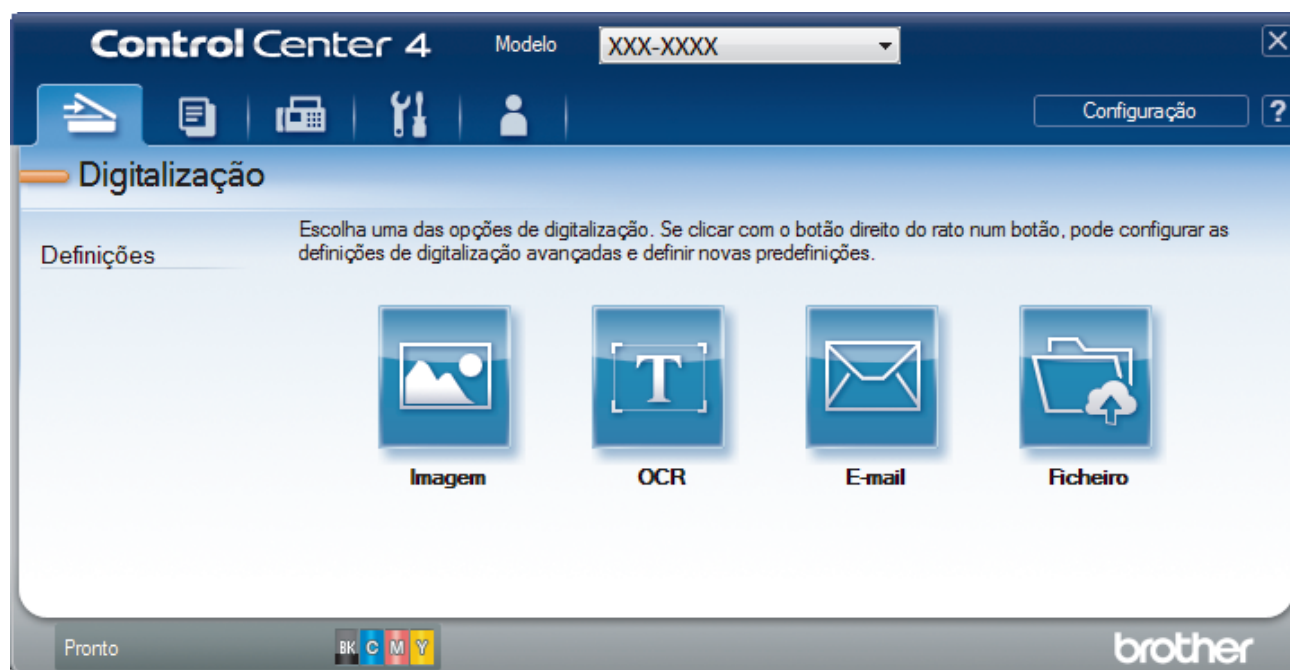 Control Center 4
Modelo
XXX-XXXX
Configuração
?
Digitalização
Definições
Escolha uma das opções de digitalização. Se clicar com o botão direito do rato num botão, pode configurar as
definições de digitalização avançadas e definir novas predefinições.
T
Imagem
OCR
E-mail
Ficheiro
Pronto
BK C M Y
brother